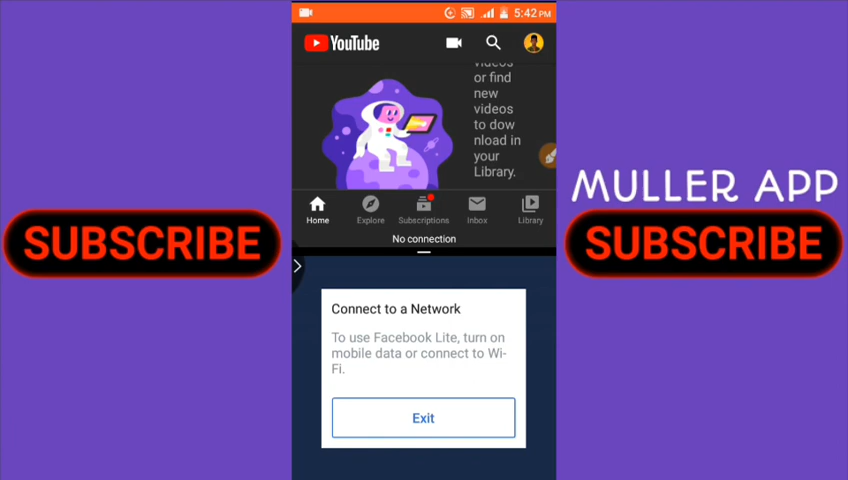 5:42 PM
YouTube
videos
or find
new
videos
to dow
nload in
your
Library.
Home
Explore
Subscriptions
Inbox
Library
No connection
Connect to a Network
To use Facebook Lite, turn on
mobile data or connect to Wi-
Fi.
Exit
SUBSCRIBE
MULLER APP
SUBSCRIBE